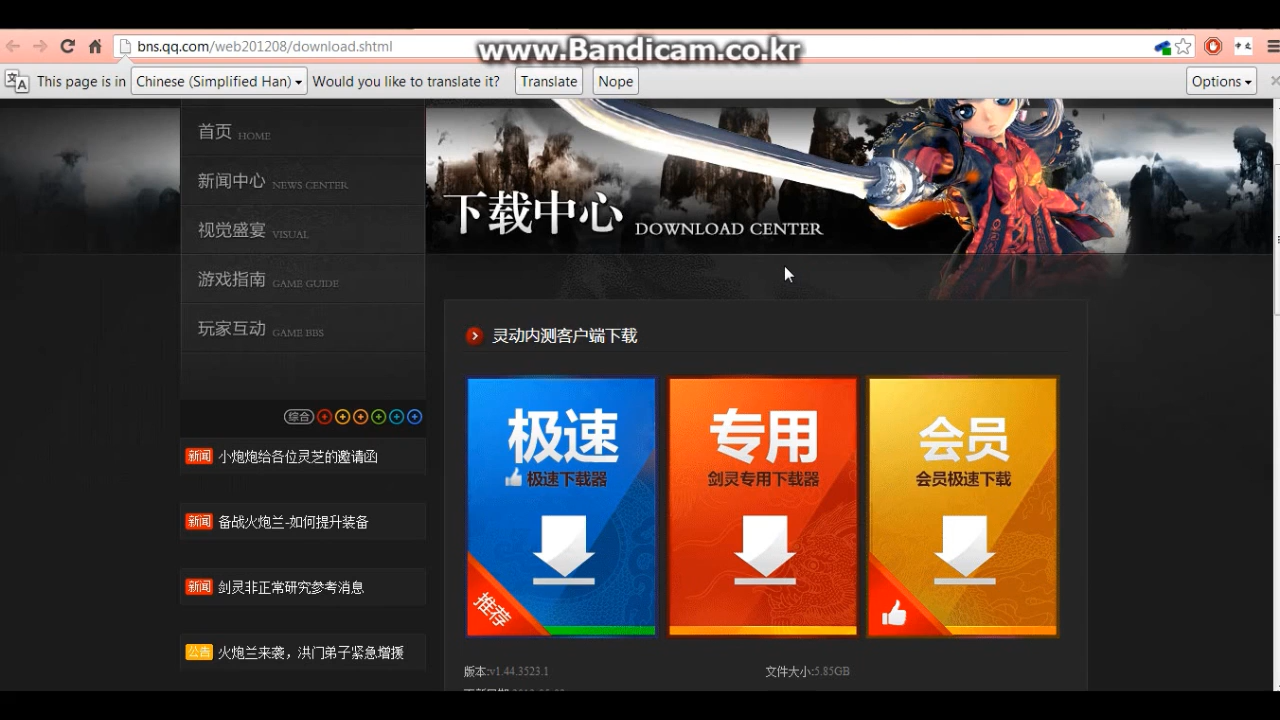 bns.qq.com/web201208/download.shtml
www.Bandicam.co.kr
This page is in Chinese (Simplified Han) Would you like to translate it? Translate Nope Options
首页 HOME
新闻中心 NEWS CENTER
视觉盛宴 VISUAL
游戏指南 GAME GUIDE
玩家互动 GAME BBS
下载中心 DOWNLOAD CENTER
综合
新闻 小炮炮给各位灵芝的邀请函
新闻 备战火炮兰-如何提升装备
新闻 剑灵非正常研究参考消息
公告 火炮兰来袭，洪门弟子紧急增援
灵动内测客户端下载
极速
极速下载器
推荐
专用
剑灵专用下载器
会员
会员极速下载
版本:v1.44.3523.1
文件大小:5.85GB